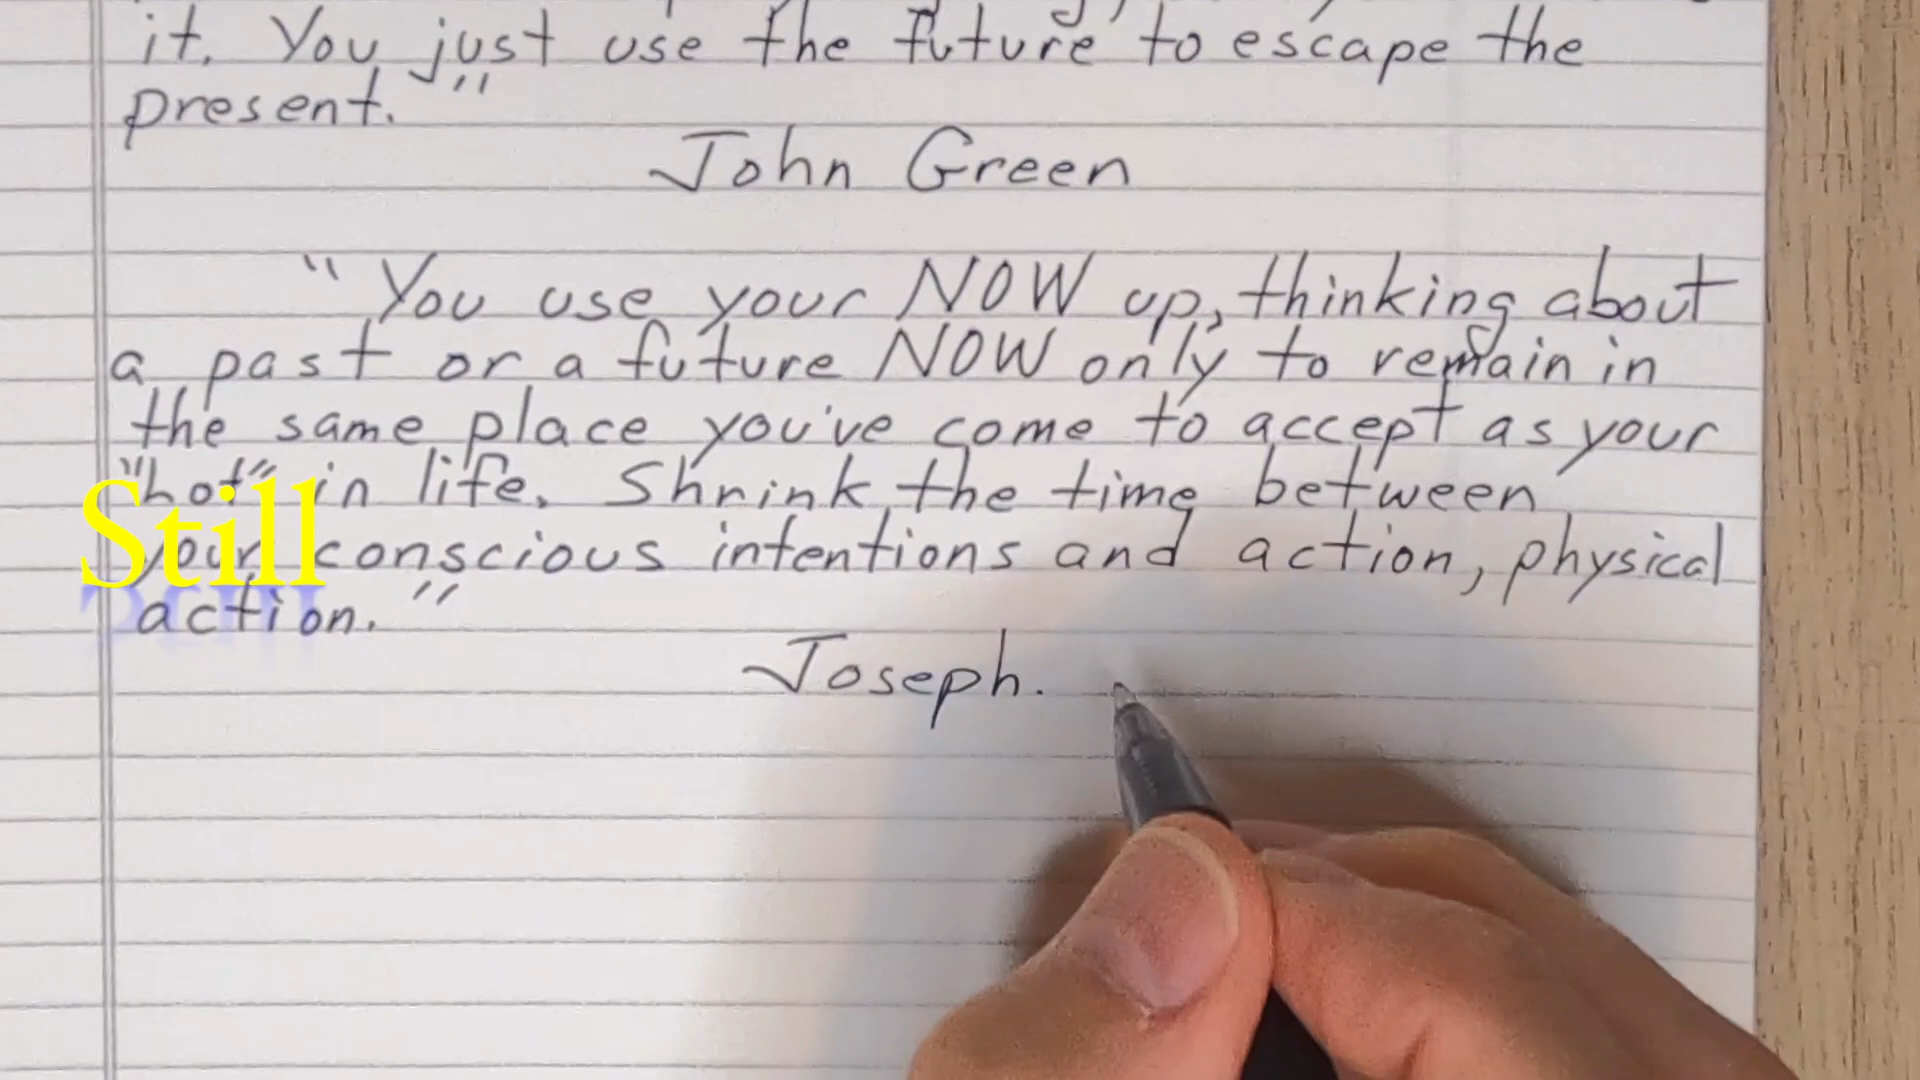 it. You just use the future to escape the
present."
John Green
"You use your NOW up, thinking about
a past or a future NOW only to remain in
the same place you've come to accept as your
in life. Shrink the time between
Still
your conscious intentions and action, physical
action."
Joseph.